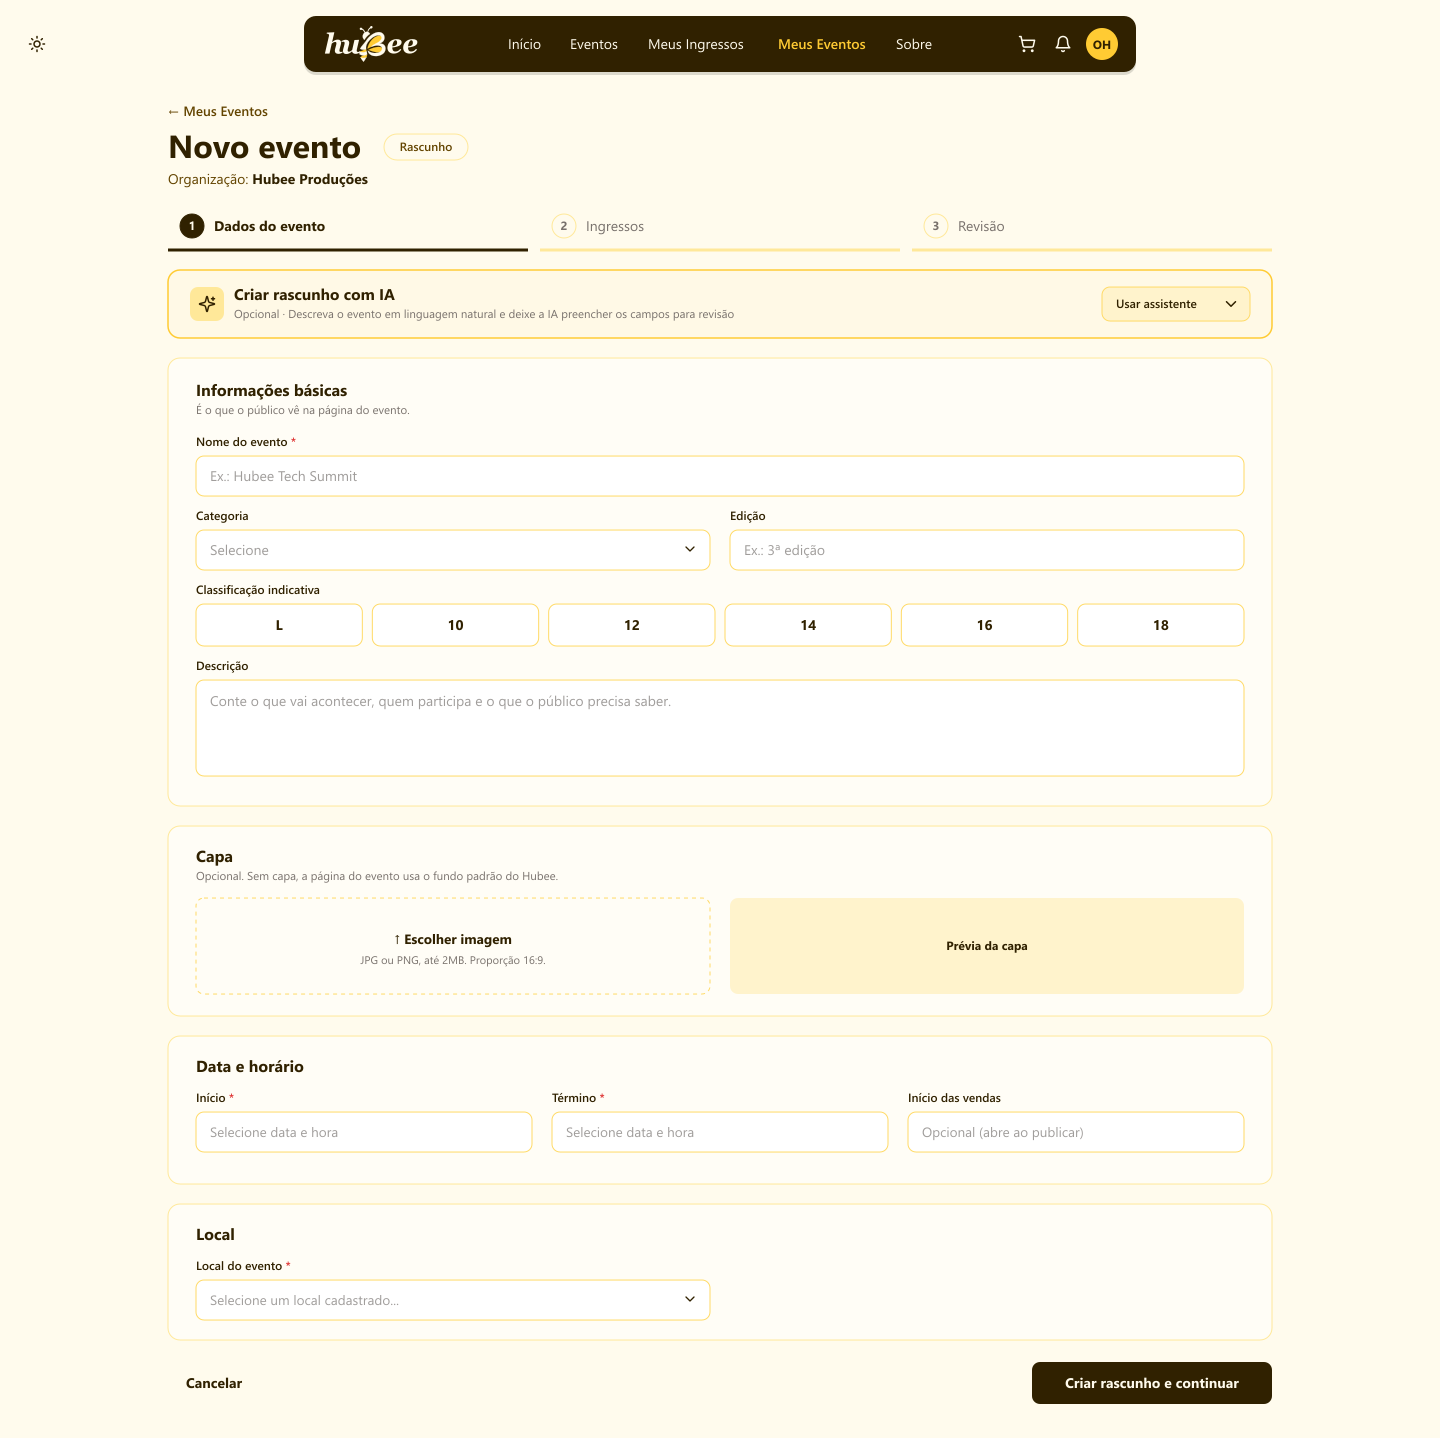 huBee
Início Eventos Meus Ingressos Meus Eventos Sobre OH
← Meus Eventos
Novo evento Rascunho
Organização: Hubee Produções
1 Dados do evento 2 Ingressos 3 Revisão
Criar rascunho com IA
Opcional · Descreva o evento em linguagem natural e deixe a IA preencher os campos para revisão
Usar assistente
Informações básicas
É o que o público vê na página do evento.
Nome do evento *
Ex.: Hubee Tech Summit
Categoria Edição
Selecione Ex.: 3ª edição
Classificação indicativa
L 10 12 14 16 18
Descrição
Conte o que vai acontecer, quem participa e o que o público precisa saber.
Capa
Opcional. Sem capa, a página do evento usa o fundo padrão do Hubee.
↑ Escolher imagem
JPG ou PNG, até 2MB. Proporção 16:9.
Prévia da capa
Data e horário
Início * Término * Início das vendas
Selecione data e hora Selecione data e hora Opcional (abre ao publicar)
Local
Local do evento *
Selecione um local cadastrado...
Cancelar Criar rascunho e continuar